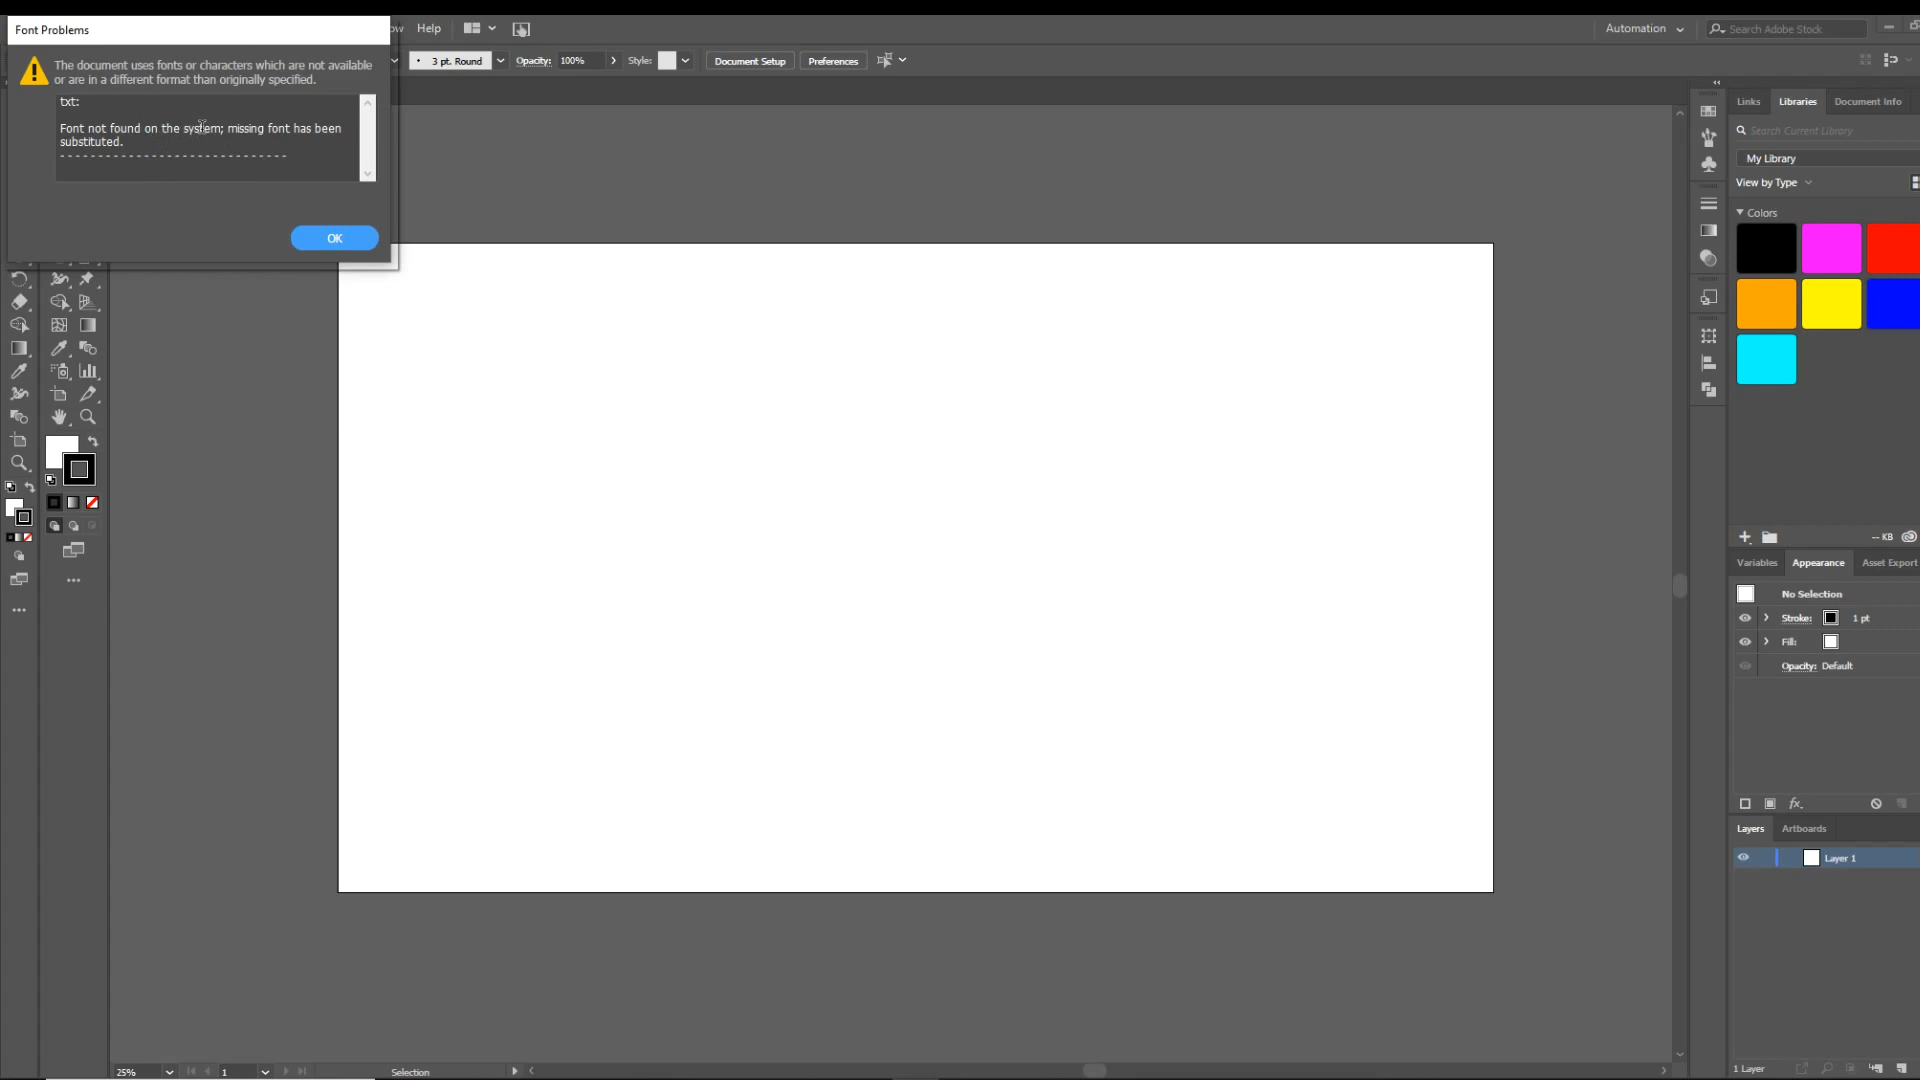 Font Problems
ow Help
Automation
Search Adobe Stock
The document uses fonts or characters which are not available
or are in a different format than originally specified.
3 pt. Round
Opacity: 100%
Style:
Document Setup
Preferences
txt:
Font not found on the system; missing font has been
substituted.
- - - - - - - - - - - - - - - - - - - - - - - - - - - - - -
OK
Links Libraries Document Info
Search Current Library
My Library
View by Type
Colors
-- KB
Variables Appearance Asset Export
No Selection
Stroke: 1 pt
Fill:
Opacity: Default
fx.
Layers Artboards
Layer 1
1 Layer
25%
1
Selection